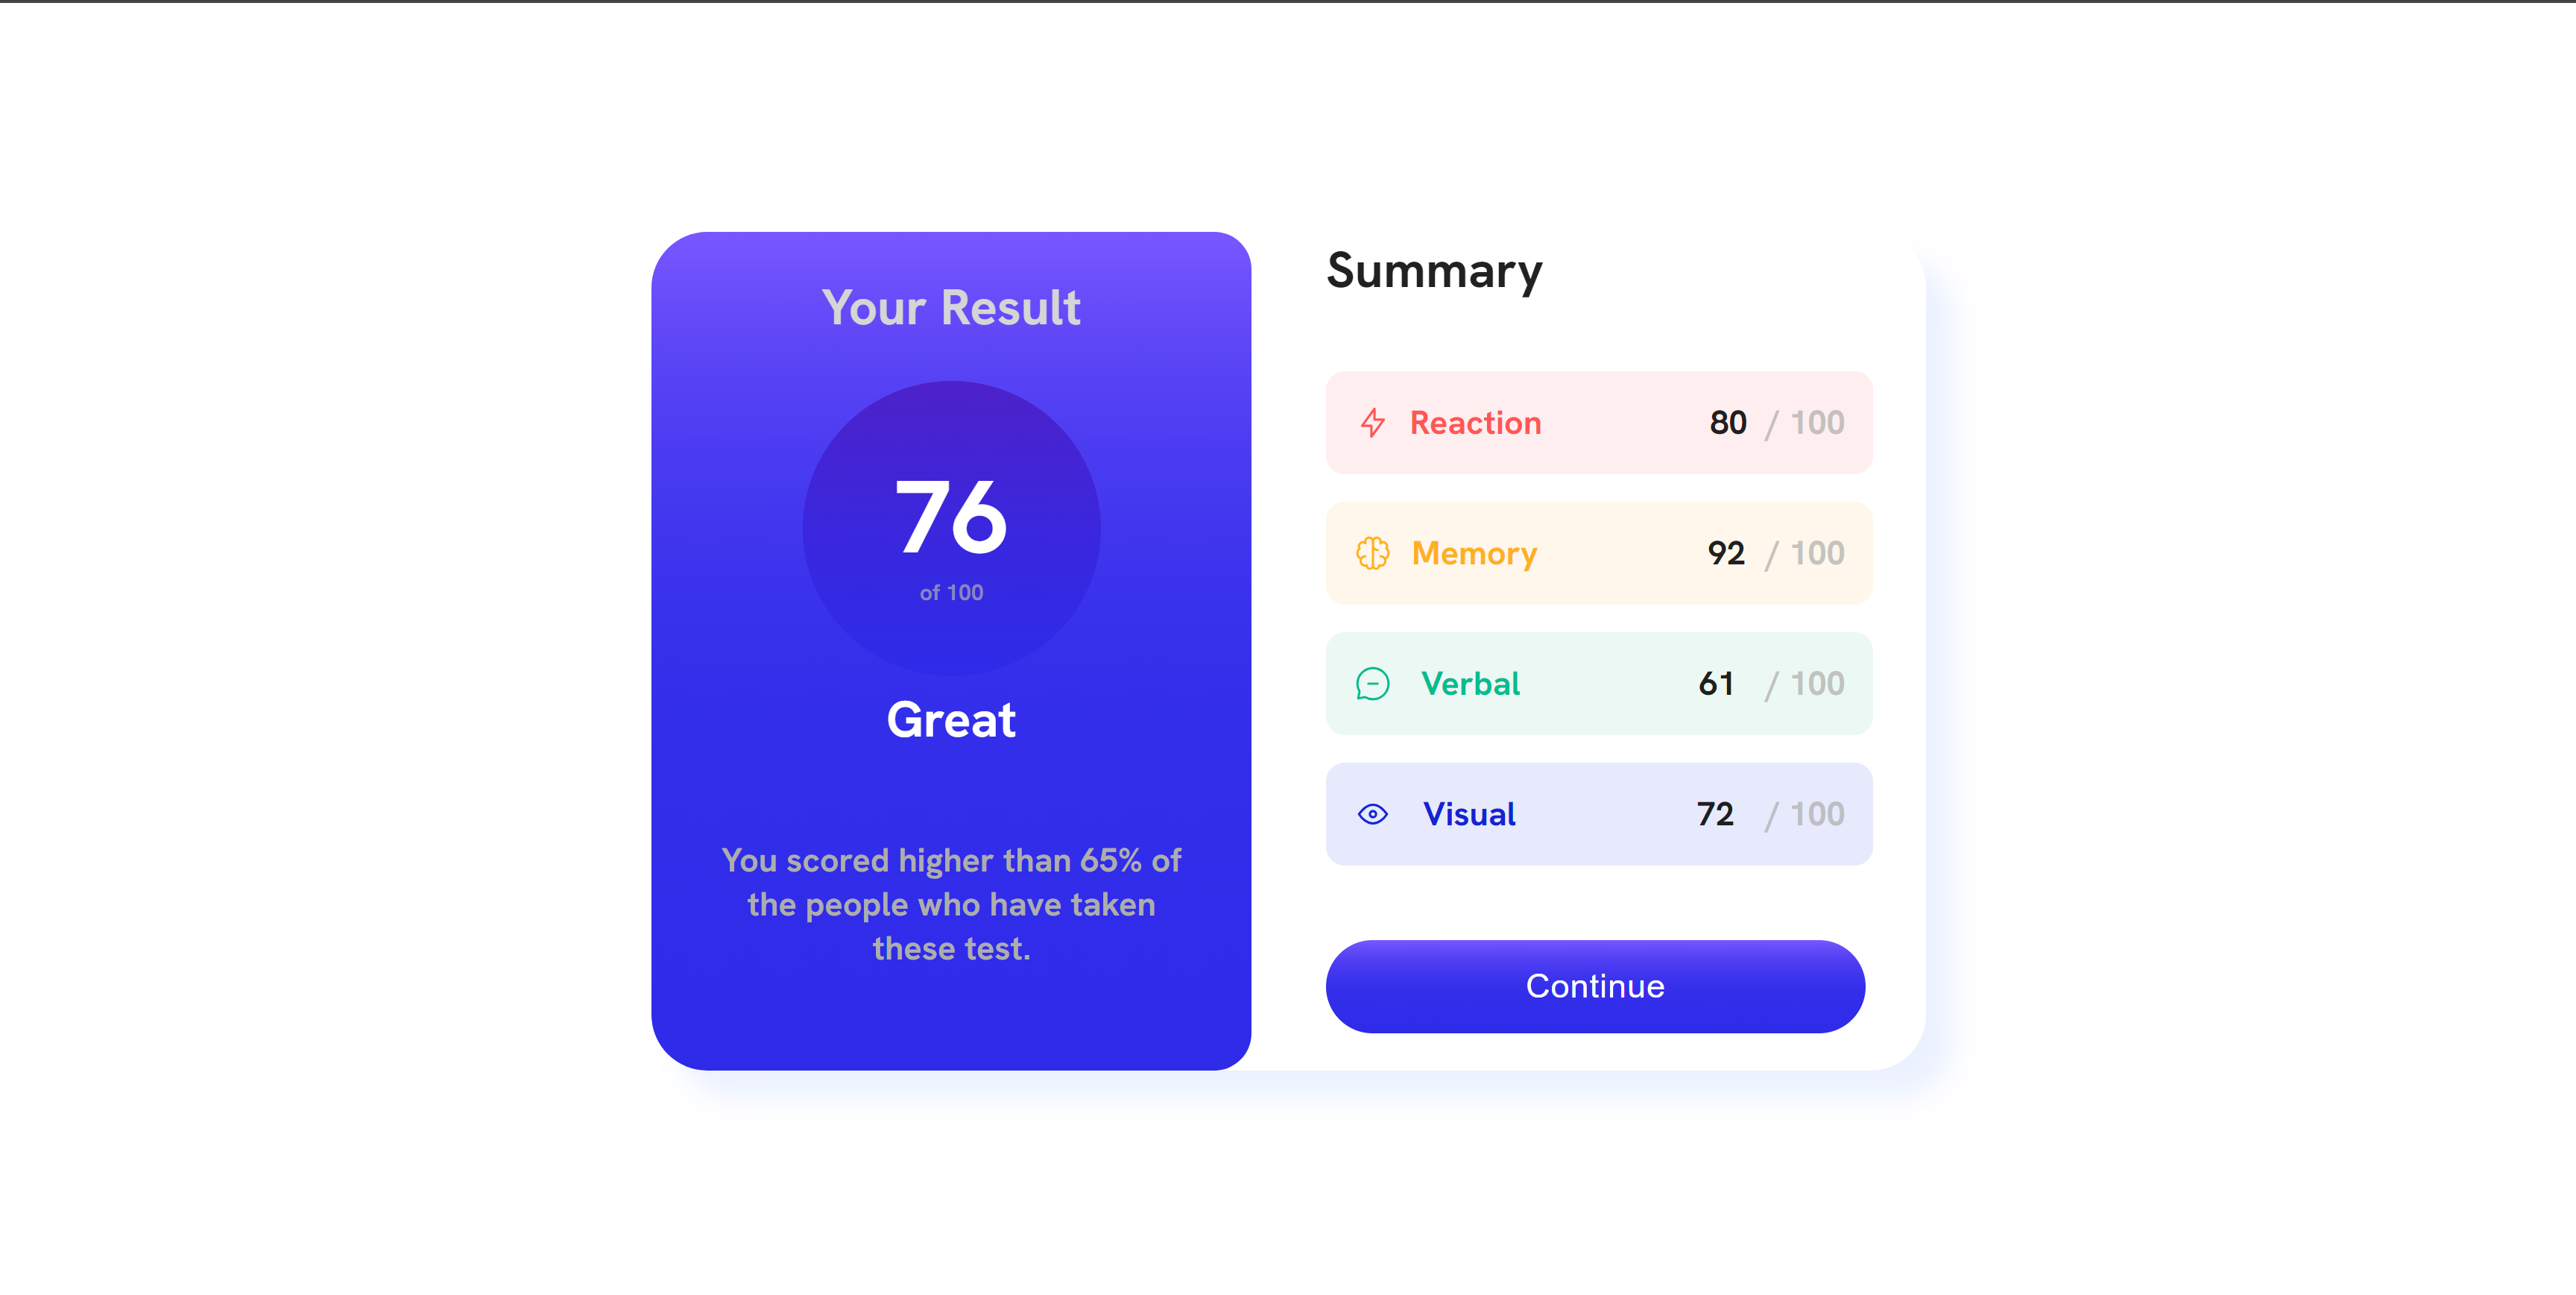 Your Result
76
of 100
Great
You scored higher than 65% of
the people who have taken
these test.
Summary
Reaction 80 / 100
Memory 92 / 100
Verbal 61 / 100
Visual 72 / 100
Continue